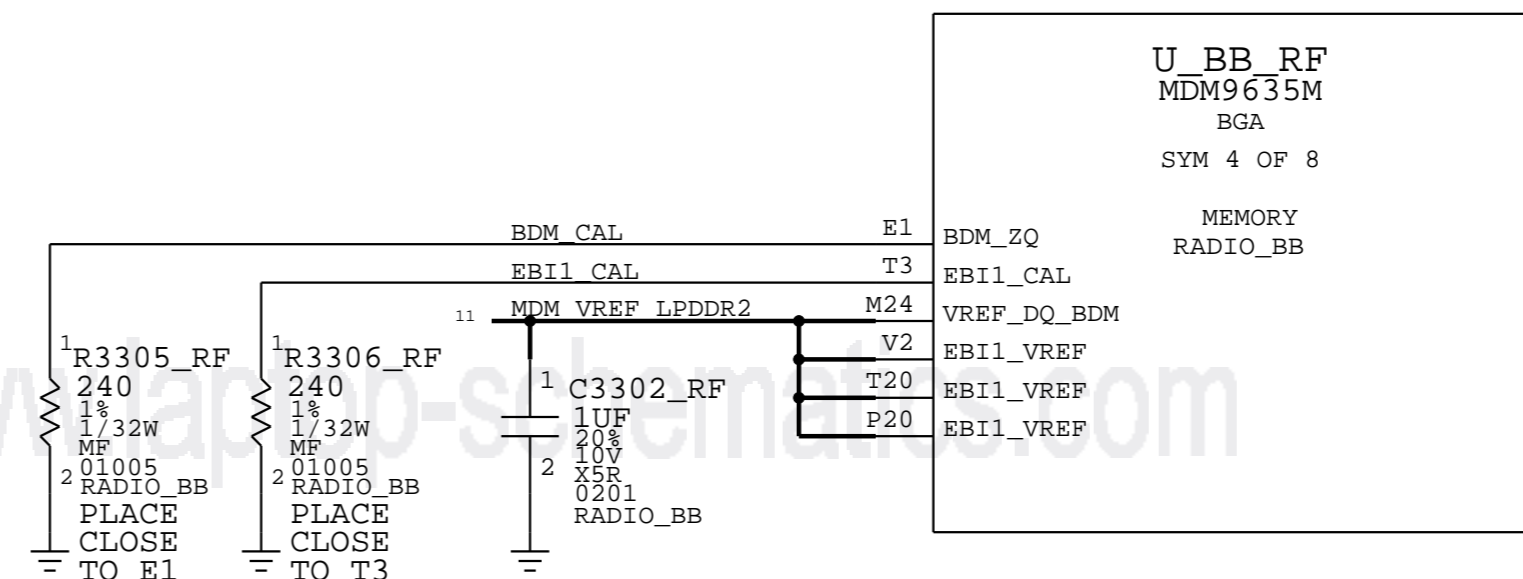 U_BB_RF
MDM9635M
BGA
SYM 4 OF 8
MEMORY
RADIO_BB
BDM_CAL
E1
BDM_ZQ
EBI1_CAL
T3
EBI1_CAL
11
MDM_VREF_LPDDR2
M24
VREF_DQ_BDM
V2
EBI1_VREF
T20
EBI1_VREF
P20
EBI1_VREF
1
R3305_RF
240
1%
1/32W
MF
01005
2
RADIO_BB
PLACE
CLOSE
TO E1
1
R3306_RF
240
1%
1/32W
MF
01005
2
RADIO_BB
PLACE
CLOSE
TO T3
1
C3302_RF
1UF
20%
10V
X5R
2
0201
RADIO_BB
w.laptop-schematics.com